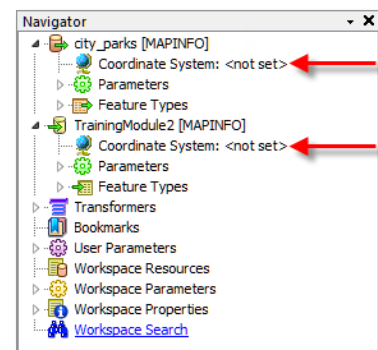 Navigator
city_parks [MAPINFO]
Coordinate System: <not set>
Parameters
Feature Types
TrainingModule2 [MAPINFO]
Coordinate System: <not set>
Parameters
Feature Types
Transformers
Bookmarks
User Parameters
Workspace Resources
Workspace Parameters
Workspace Properties
Workspace Search